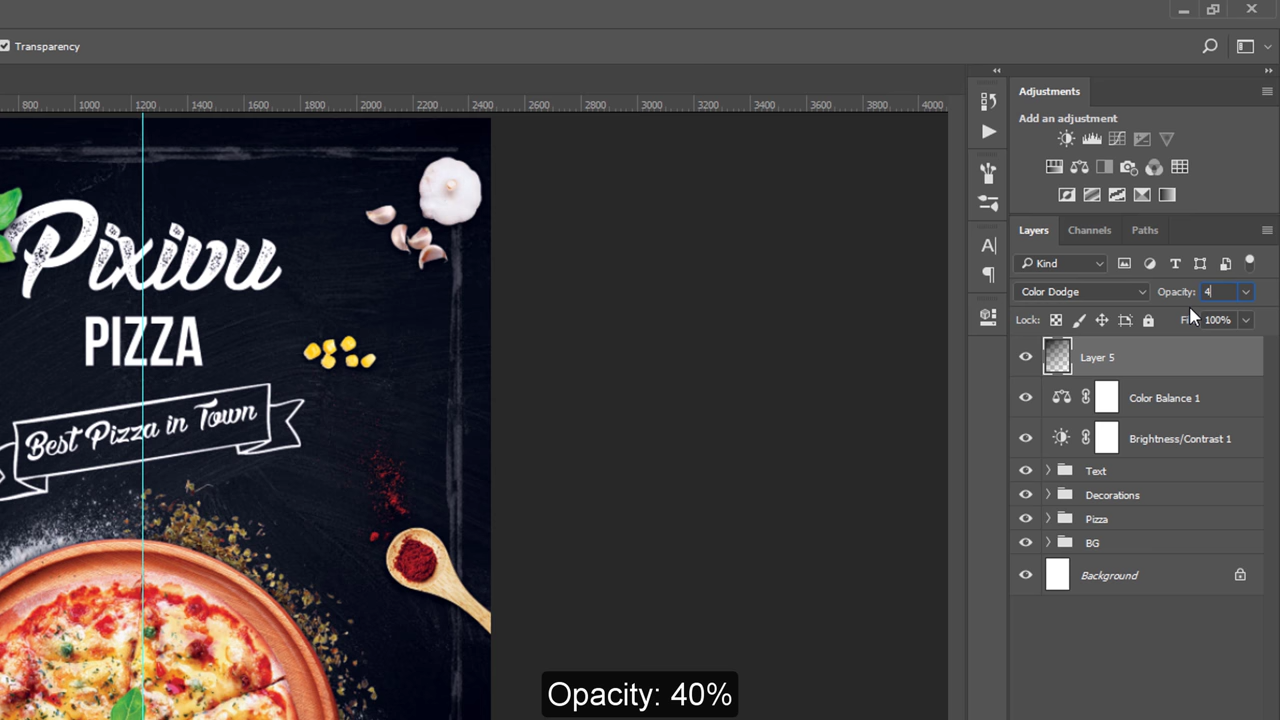 Transparency
800 1000 1200 1400 1600 1800 2000 2200 2400 2600 2800 3000 3200 3400 3600 3800 4000
Adjustments
Add an adjustment
Layers Channels Paths
Kind
Color Dodge Opacity: 4
Lock: 100%
Layer 5
Color Balance 1
Brightness/Contrast 1
Text
Decorations
Pizza
BG
Background
Pixivu
PIZZA
Best Pizza in Town
Opacity: 40%